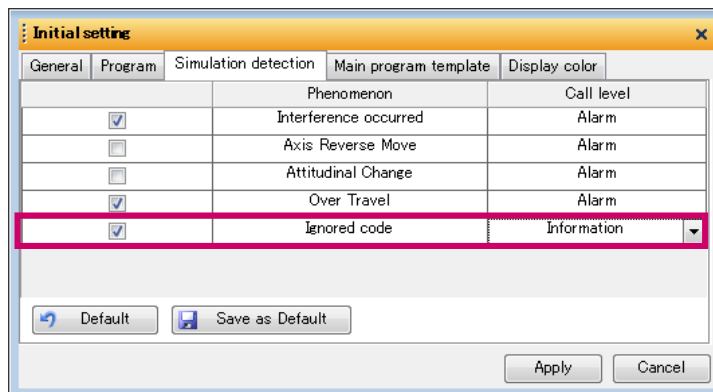 Initial setting
General Program Simulation detection Main program template Display color
Phenomenon Call level
Interference occurred Alarm
Axis Reverse Move Alarm
Attitudinal Change Alarm
Over Travel Alarm
Ignored code Information
Default Save as Default
Apply Cancel